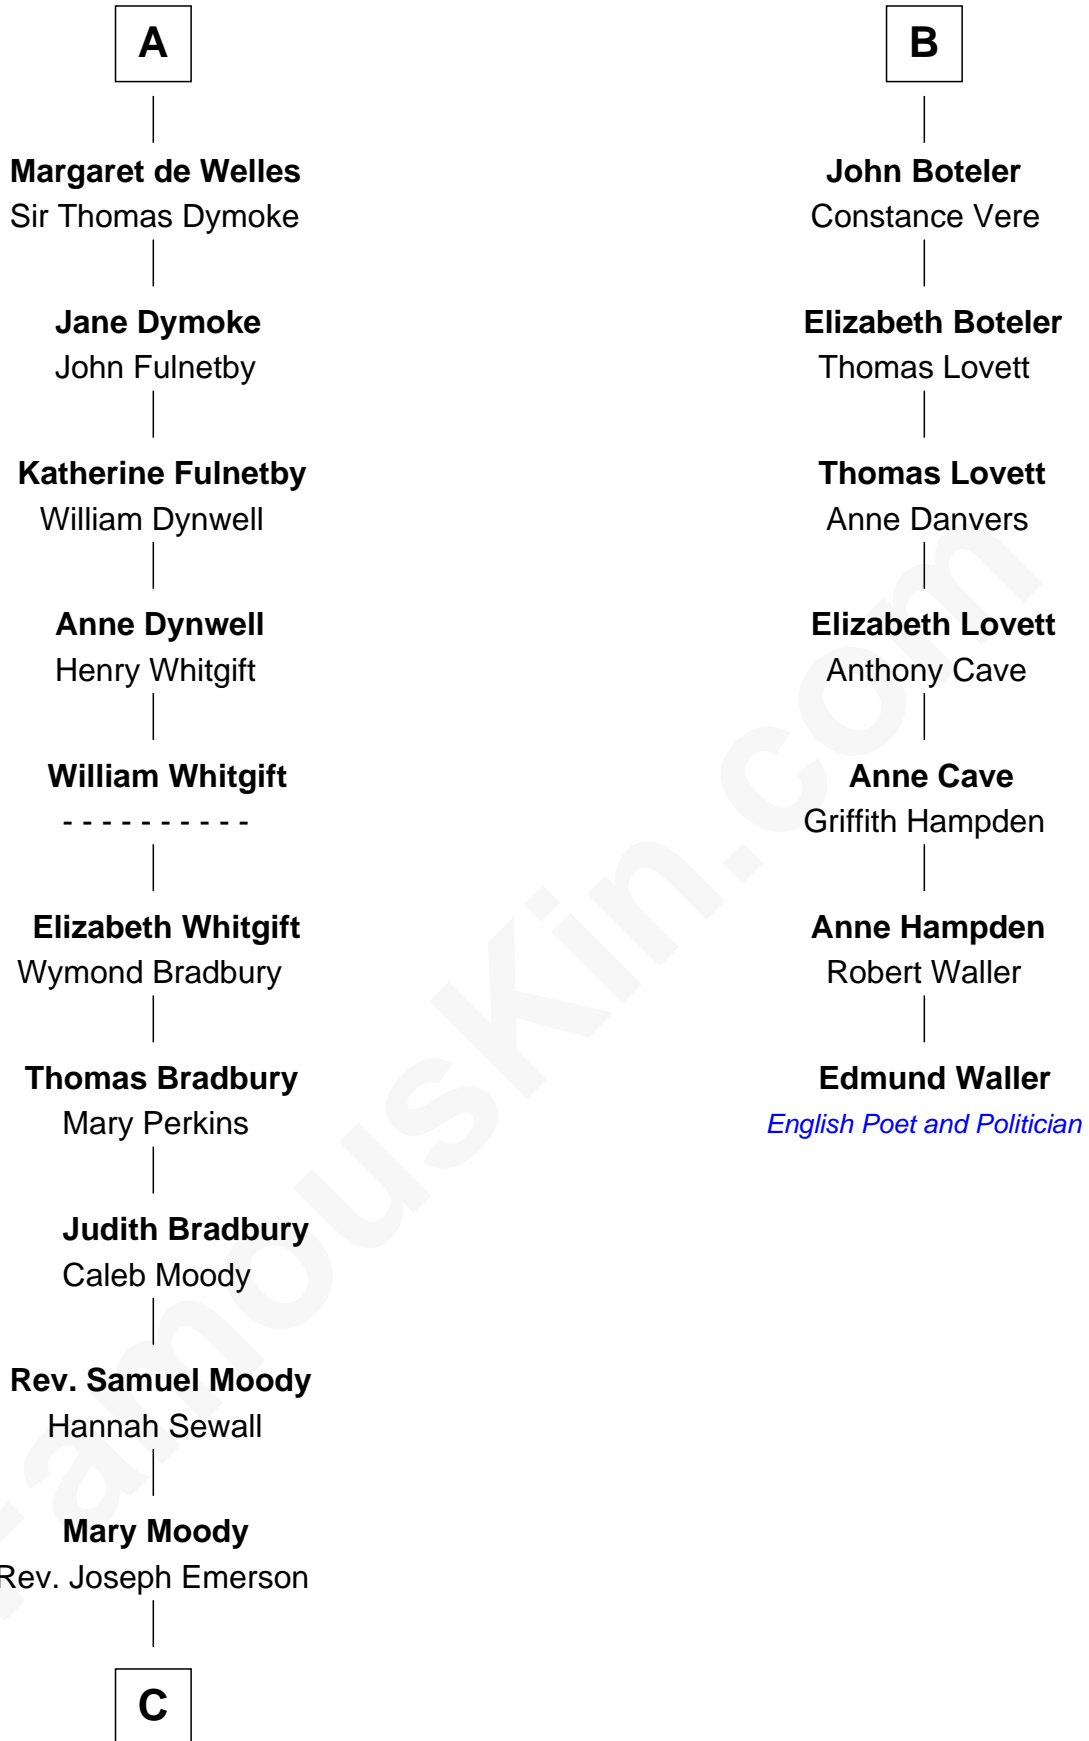 A
Margaret de Welles
Sir Thomas Dymoke
Jane Dymoke
John Fulnetby
Katherine Fulnetby
William Dynwell
Anne Dynwell
Henry Whitgift
William Whitgift
- - - - - - - - - -
Elizabeth Whitgift
Wymond Bradbury
Thomas Bradbury
Mary Perkins
Judith Bradbury
Caleb Moody
Rev. Samuel Moody
Hannah Sewall
Mary Moody
Rev. Joseph Emerson
C
B
John Boteler
Constance Vere
Elizabeth Boteler
Thomas Lovett
Thomas Lovett
Anne Danvers
Elizabeth Lovett
Anthony Cave
Anne Cave
Griffith Hampden
Anne Hampden
Robert Waller
Edmund Waller
English Poet and Politician
FamousKin.com